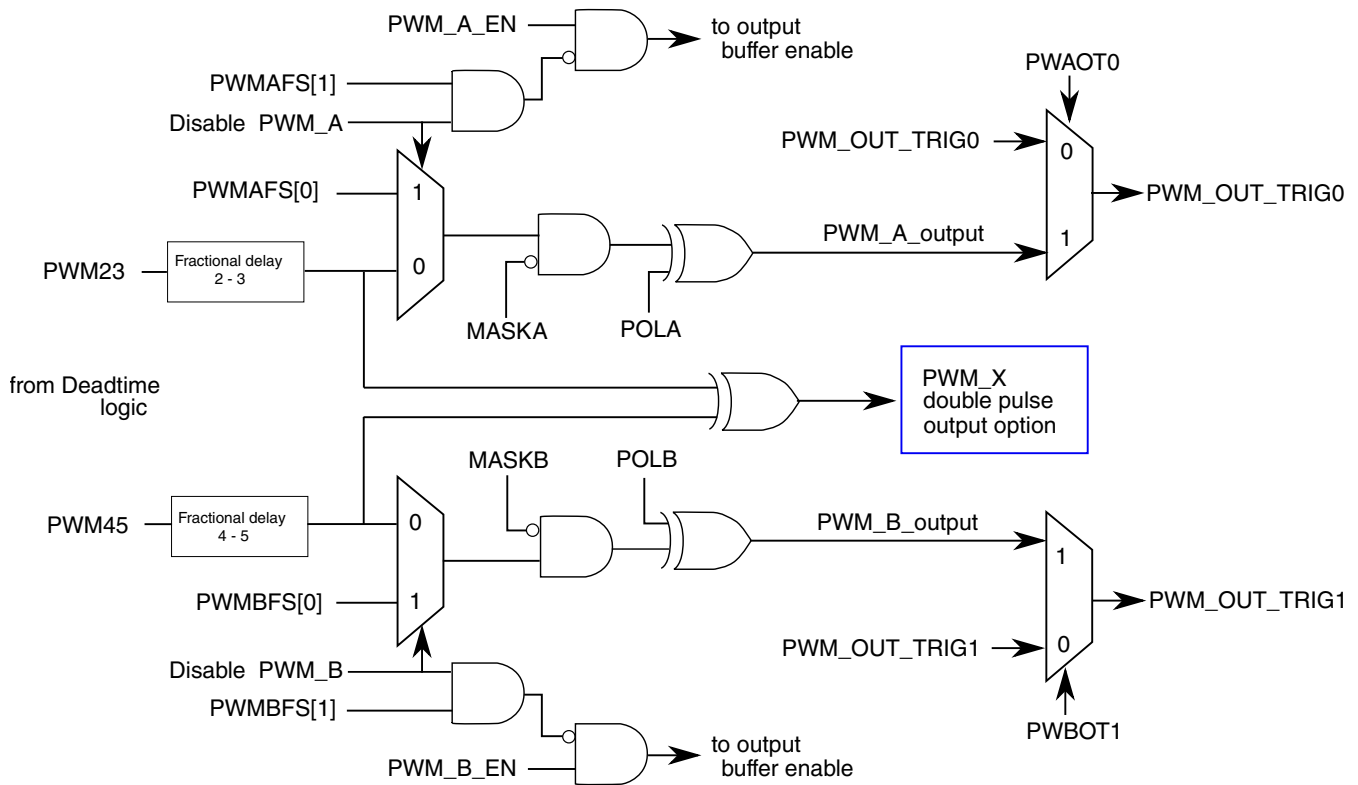 PWM_A_EN
to output
buffer enable
PWMAFS[1]
Disable PWM_A
PWAOT0
PWM_OUT_TRIG0
0
PWMAFS[0]
1
PWM_OUT_TRIG0
PWM_A_output
1
PWM23
Fractional delay
2 - 3
0
MASKA
POLA
from Deadtime
logic
PWM_X
double pulse
output option
MASKB
POLB
PWM45
Fractional delay
4 - 5
0
PWM_B_output
1
PWMBFS[0]
1
PWM_OUT_TRIG1
PWM_OUT_TRIG1
0
Disable PWM_B
PWMBFS[1]
PWBOT1
PWM_B_EN
to output
buffer enable